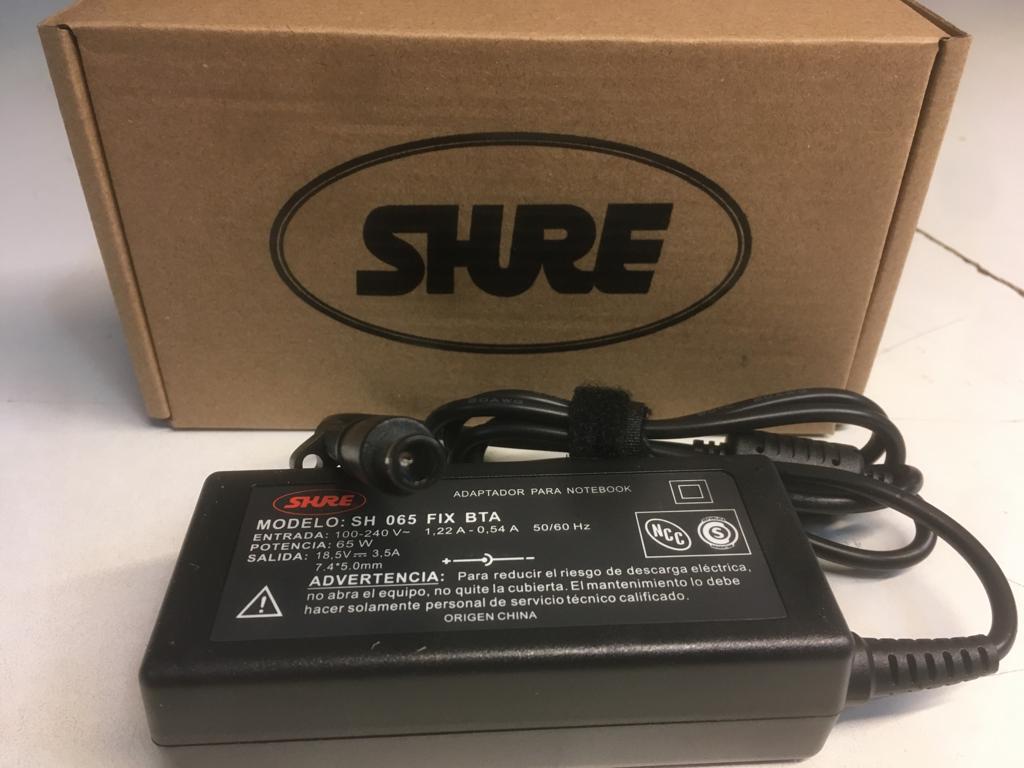 SHURE
20AWG
SHURE
ADAPTADOR PARA NOTEBOOK
MODELO: SH 065 FIX BTA
ENTRADA: 100-240 V~ 1,22 A - 0,54 A 50/60 Hz
POTENCIA: 65 W
SALIDA: 18,5V⎓ 3,5A
7.4*5.0mm
NCC
S
ADVERTENCIA: Para reducir el riesgo de descarga eléctrica,
no abra el equipo, no quite la cubierta. El mantenimiento lo debe
hacer solamente personal de servicio técnico calificado.
ORIGEN CHINA